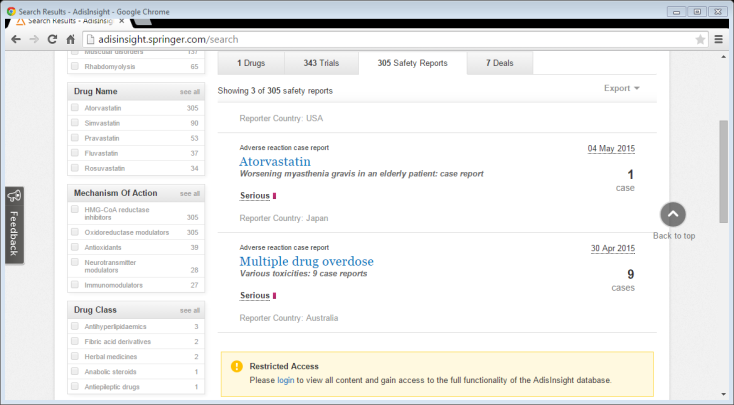 Search Results - AdisInsight - Google Chrome
Search Results - AdisInsig
adisinsight.springer.com/search
Muscular disorders 137
Rhabdomyolysis 65
1 Drugs 343 Trials 305 Safety Reports 7 Deals
Showing 3 of 305 safety reports Export
Drug Name see all
Atorvastatin 305
Simvastatin 90
Pravastatin 53
Fluvastatin 37
Rosuvastatin 34
Mechanism Of Action see all
HMG-CoA reductase
inhibitors 305
Oxidoreductase modulators 305
Antioxidants 39
Neurotransmitter
modulators 28
Immunomodulators 27
Drug Class see all
Antihyperlipidaemics 3
Fibric acid derivatives 2
Herbal medicines 2
Anabolic steroids 1
Antiepileptic drugs 1
Reporter Country: USA
Adverse reaction case report 04 May 2015
Atorvastatin
Worsening myasthenia gravis in an elderly patient: case report 1
case
Serious
Reporter Country: Japan
Adverse reaction case report 30 Apr 2015
Multiple drug overdose
Various toxicities: 9 case reports 9
cases
Serious
Reporter Country: Australia
Restricted Access
Please login to view all content and gain access to the full functionality of the AdisInsight database.
Feedback
Back to top